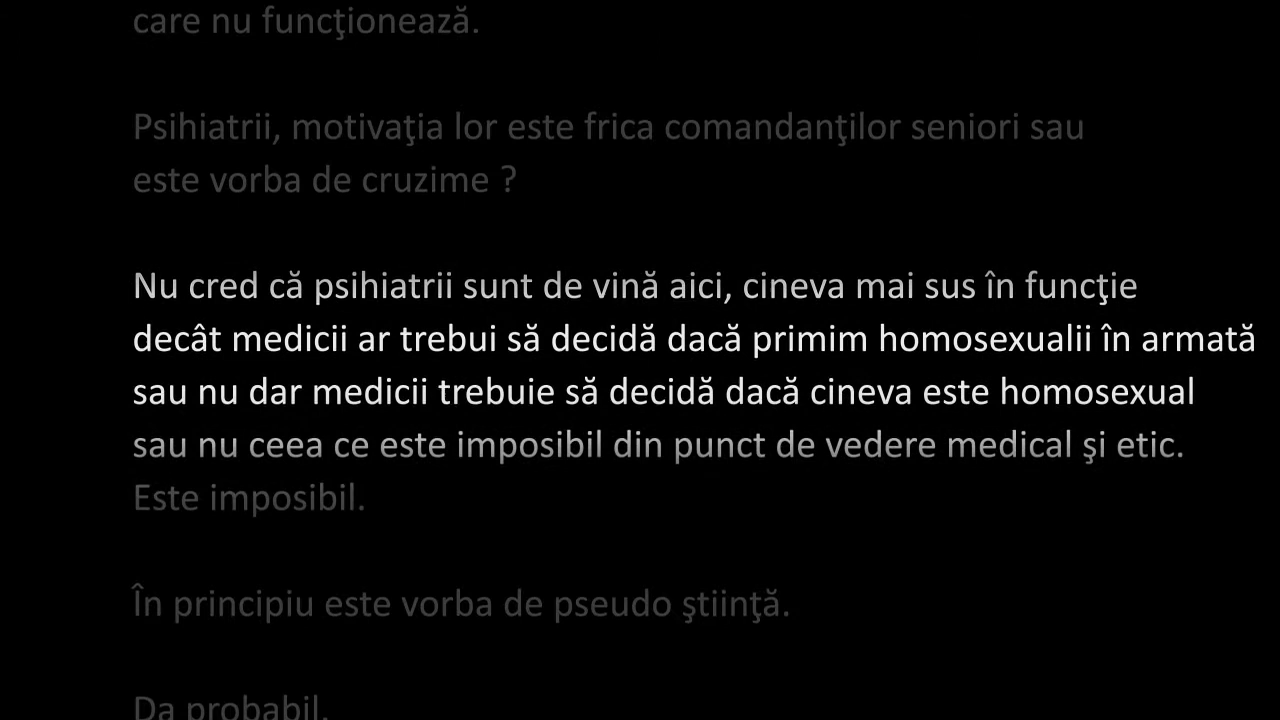 care nu funcţionează.
Psihiatrii, motivaţia lor este frica comandanţilor seniori sau
este vorba de cruzime ?
Nu cred că psihiatrii sunt de vină aici, cineva mai sus în funcţie
decât medicii ar trebui să decidă dacă primim homosexualii în armată
sau nu dar medicii trebuie să decidă dacă cineva este homosexual
sau nu ceea ce este imposibil din punct de vedere medical şi etic.
Este imposibil.
În principiu este vorba de pseudo ştiinţă.
Da probabil.